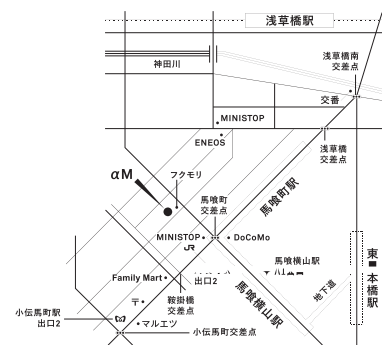 浅草橋駅
神田川
浅草橋南
交差点
交番
MINISTOP
ENEOS
浅草橋
交差点
αM
フクモリ
馬喰町駅
馬喰町
交差点
MINISTOP
DoCoMo
JR
馬喰横山駅
東日本橋駅
Family Mart
出口2
鞍掛橋
交差点
馬喰横山駅
地下道
小伝馬町駅
出口2
〒
マルエツ
小伝馬町交差点